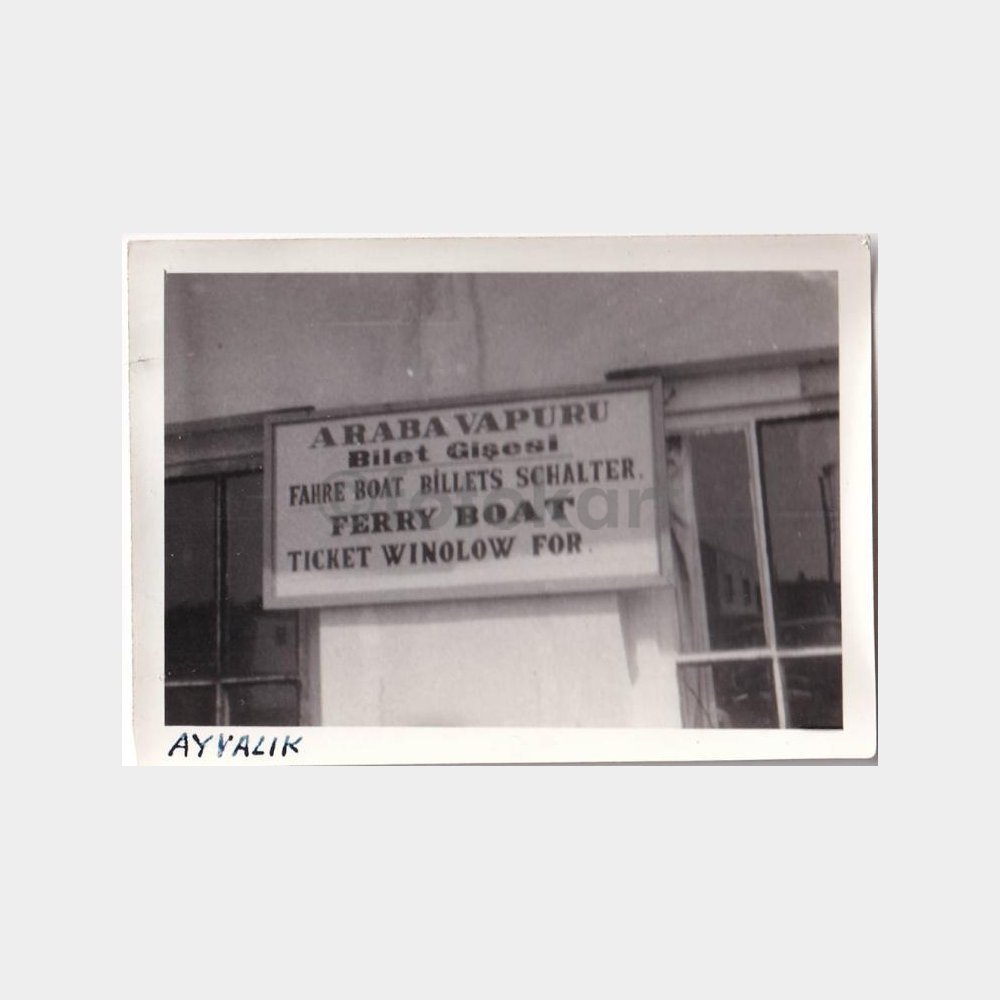 ARABA VAPURU
Bilet Gişesi
FAHRE BOAT BİLLETS SCHALTER.
FERRY BOAT
TICKET WINOLOW FOR.
AYVALIK